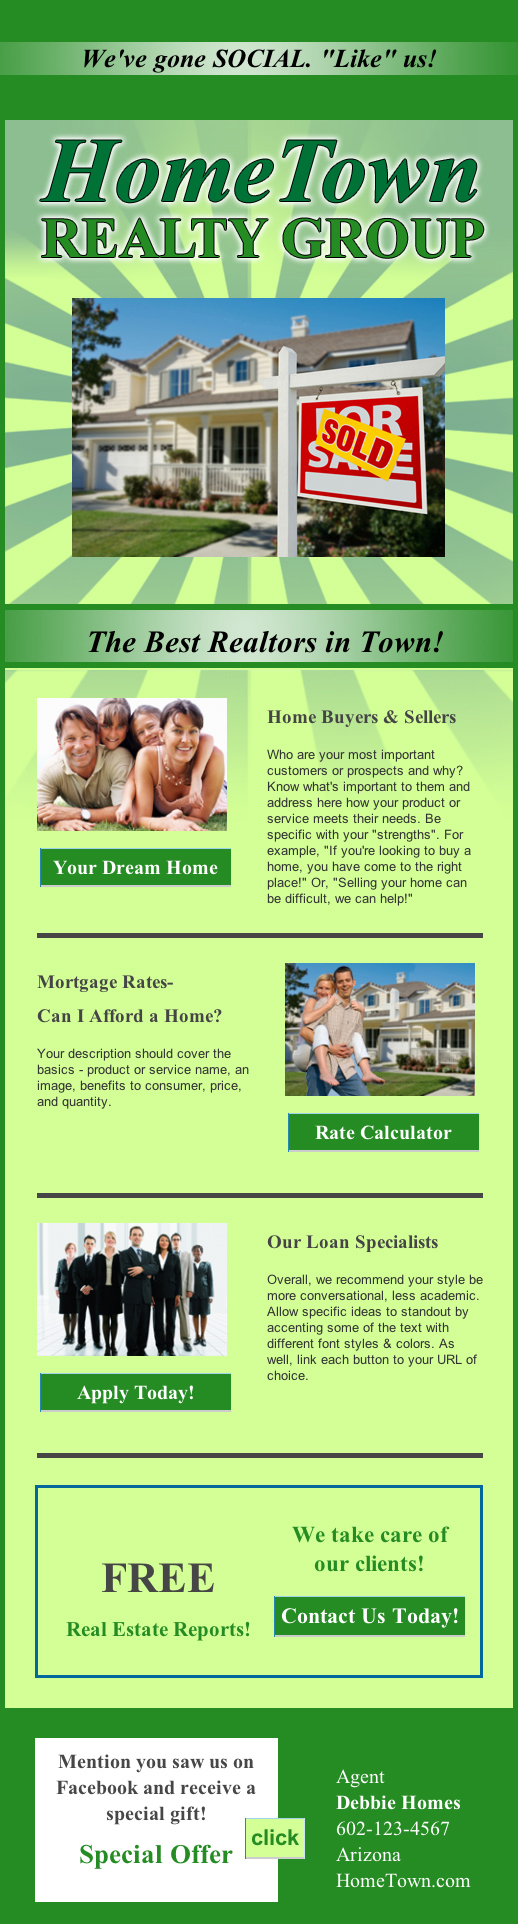 We've gone SOCIAL. "Like" us!
HomeTown
REALTY GROUP
FOR
SALE
SOLD
The Best Realtors in Town!
Home Buyers & Sellers
Who are your most important
customers or prospects and why?
Know what's important to them and
address here how your product or
service meets their needs. Be
specific with your "strengths". For
example, "If you're looking to buy a
home, you have come to the right
place!" Or, "Selling your home can
be difficult, we can help!"
Your Dream Home
Mortgage Rates-
Can I Afford a Home?
Your description should cover the
basics - product or service name, an
image, benefits to consumer, price,
and quantity.
Rate Calculator
Our Loan Specialists
Overall, we recommend your style be
more conversational, less academic.
Allow specific ideas to standout by
accenting some of the text with
different font styles & colors. As
well, link each button to your URL of
choice.
Apply Today!
FREE
Real Estate Reports!
We take care of
our clients!
Contact Us Today!
Mention you saw us on
Facebook and receive a
special gift!
Special Offer
click
Agent
Debbie Homes
602-123-4567
Arizona
HomeTown.com